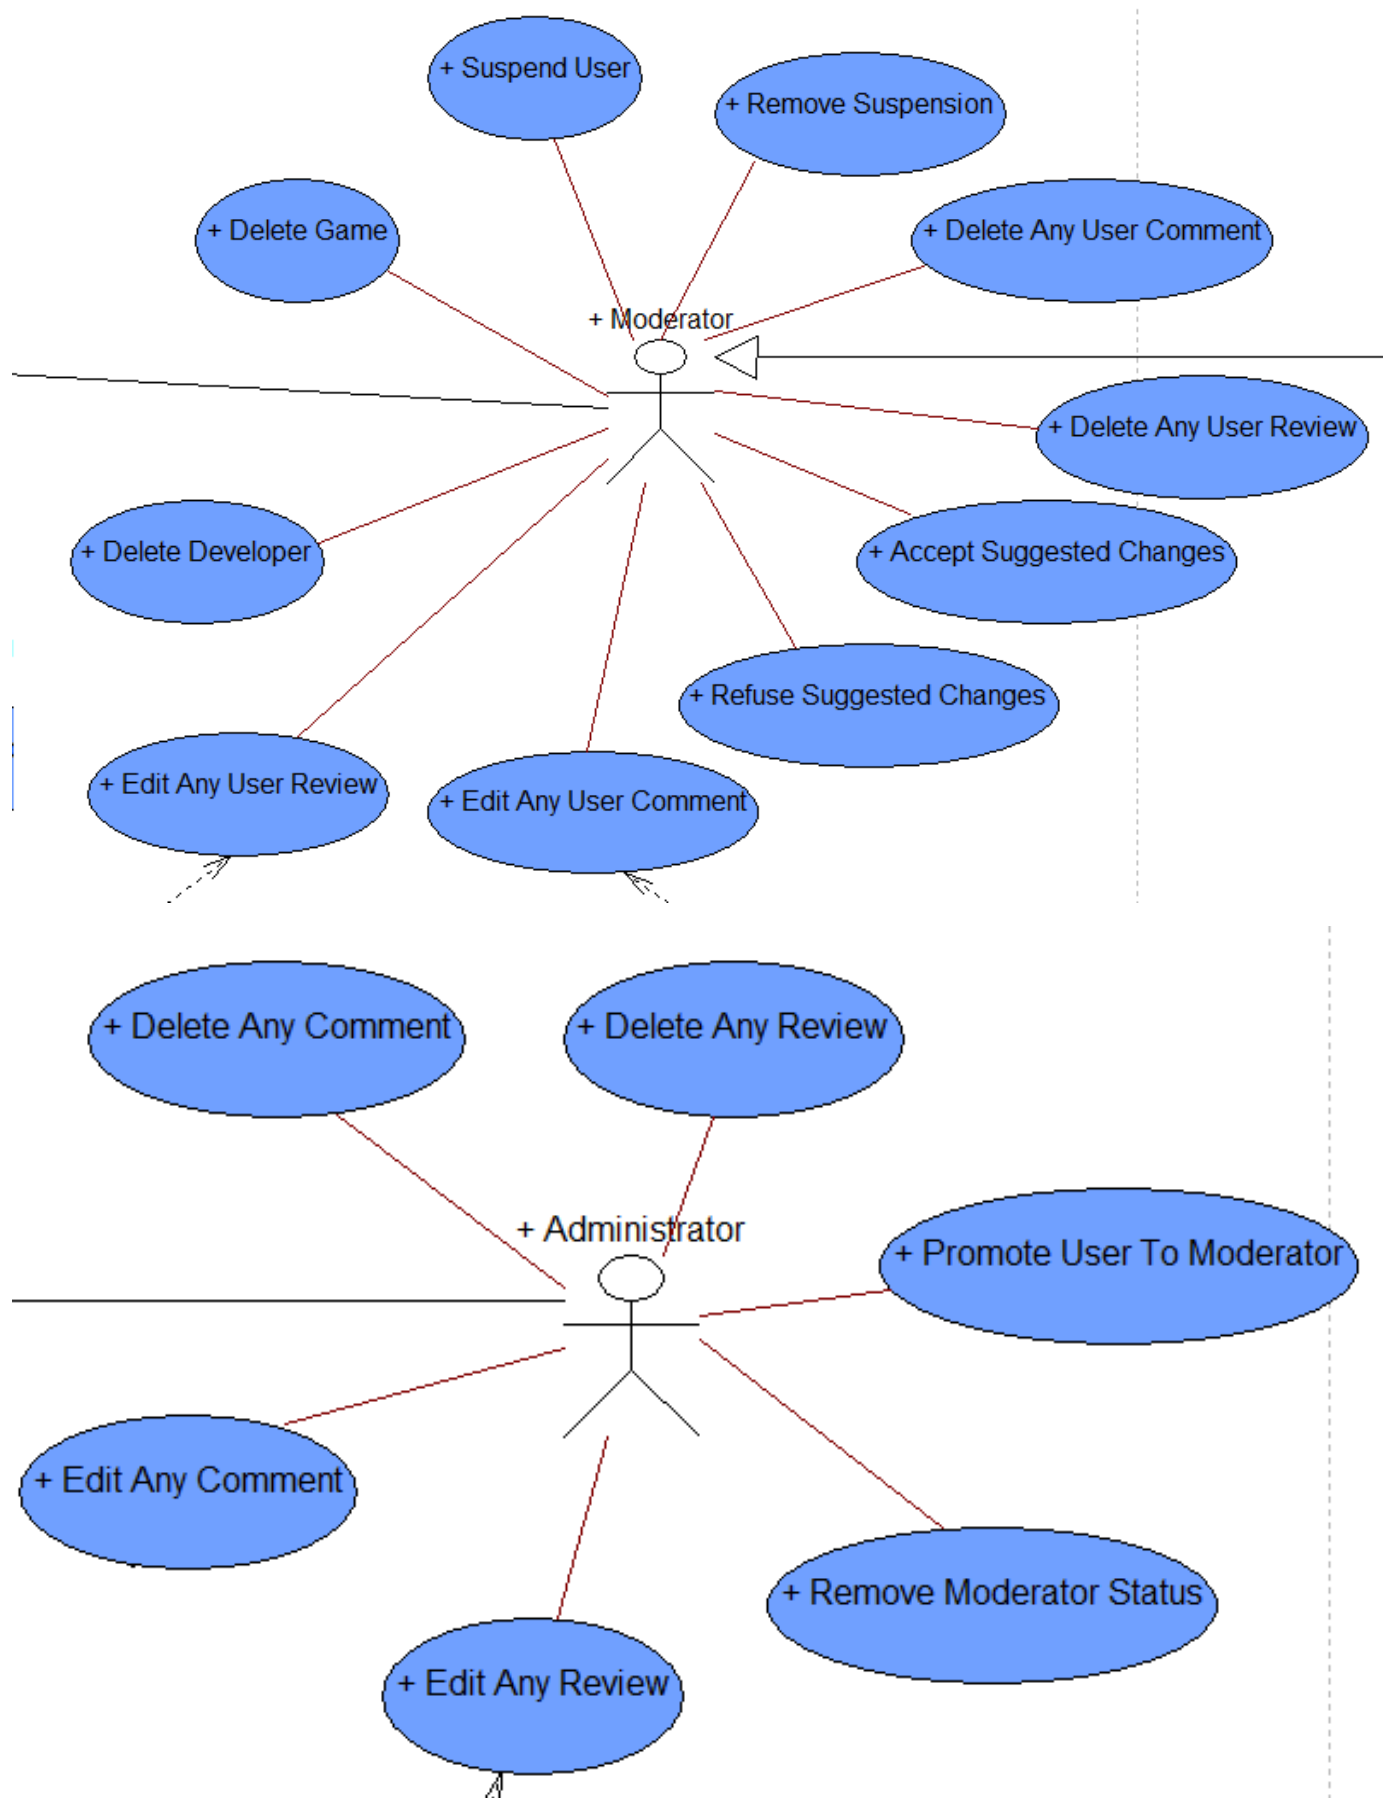 + Suspend User
+ Remove Suspension
+ Delete Game
+ Delete Any User Comment
+ Moderator
+ Delete Any User Review
+ Delete Developer
+ Accept Suggested Changes
+ Refuse Suggested Changes
+ Edit Any User Review
+ Edit Any User Comment
+ Delete Any Comment
+ Delete Any Review
+ Administrator
+ Promote User To Moderator
+ Edit Any Comment
+ Remove Moderator Status
+ Edit Any Review